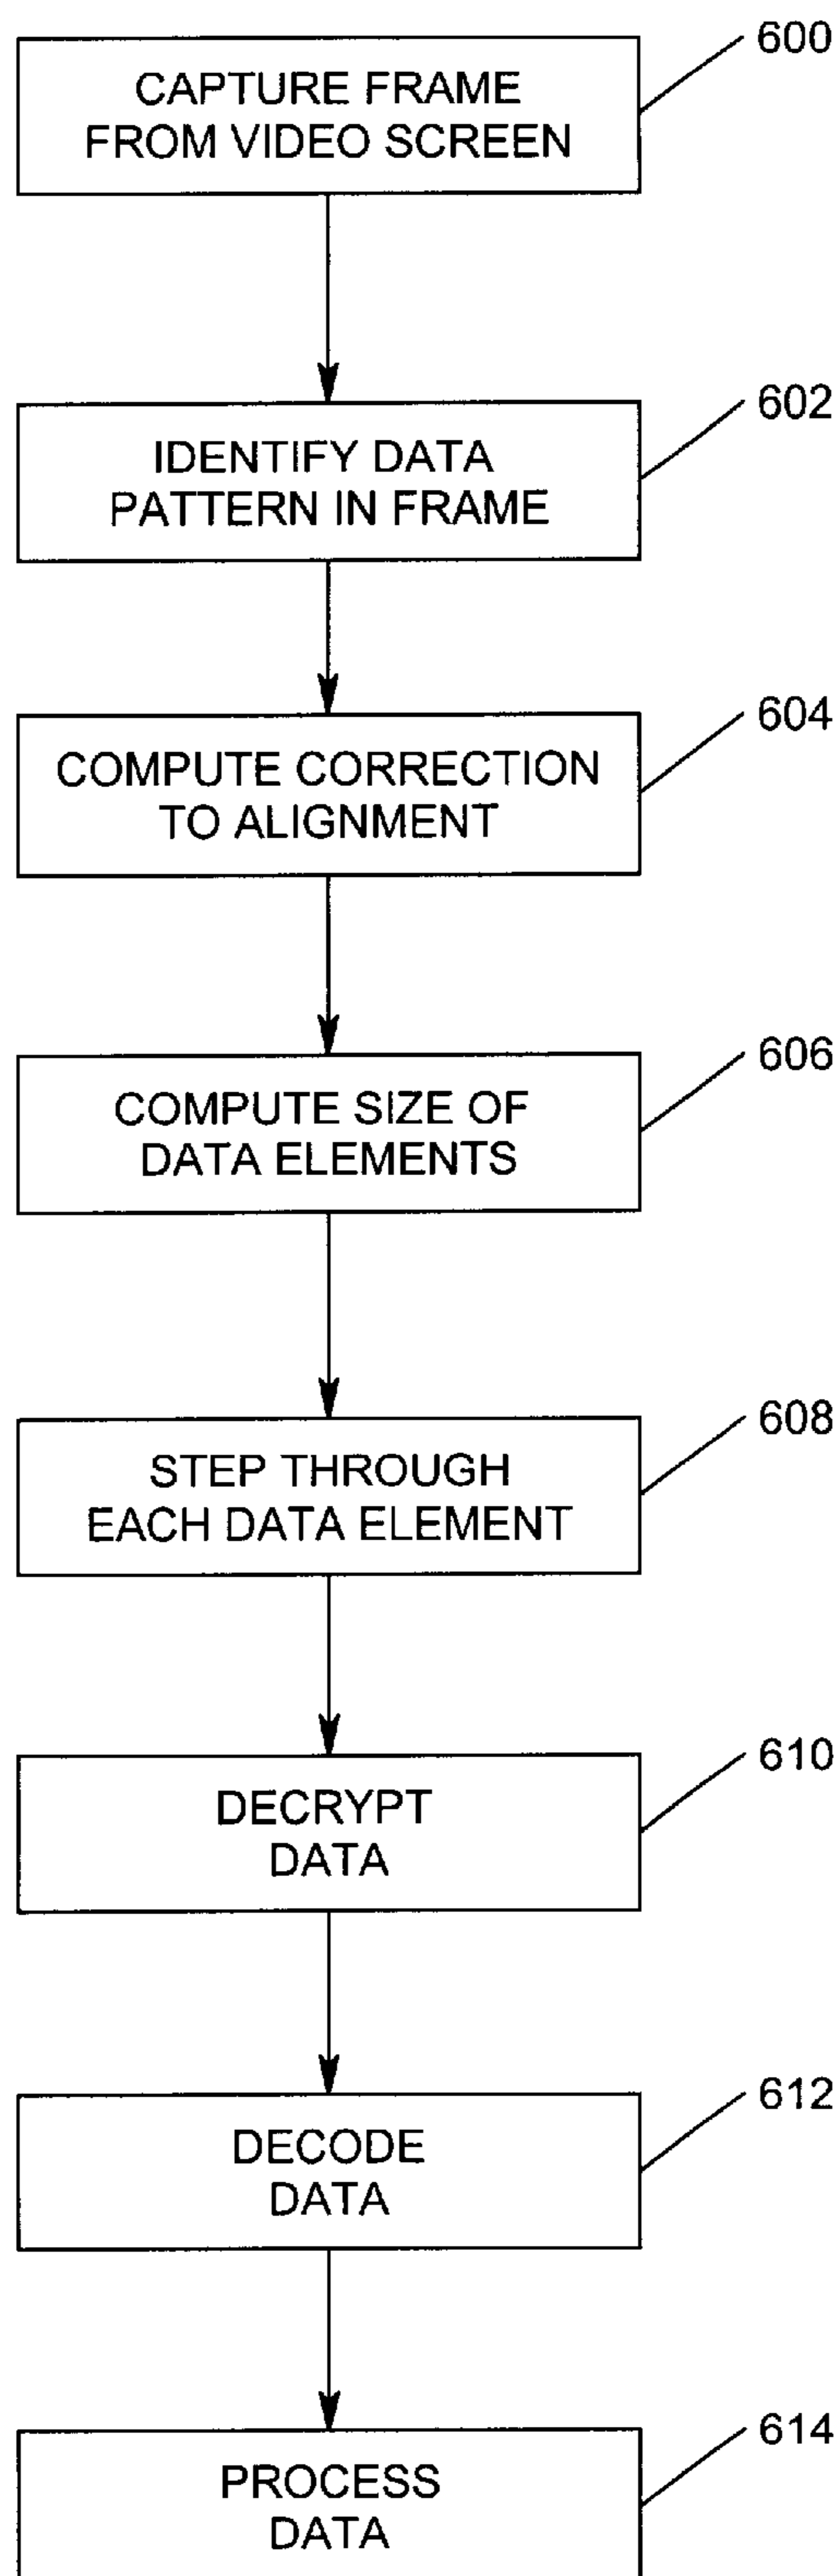 600
CAPTURE FRAME
FROM VIDEO SCREEN
602
IDENTIFY DATA
PATTERN IN FRAME
604
COMPUTE CORRECTION
TO ALIGNMENT
606
COMPUTE SIZE OF
DATA ELEMENTS
608
STEP THROUGH
EACH DATA ELEMENT
610
DECRYPT
DATA
612
DECODE
DATA
614
PROCESS
DATA